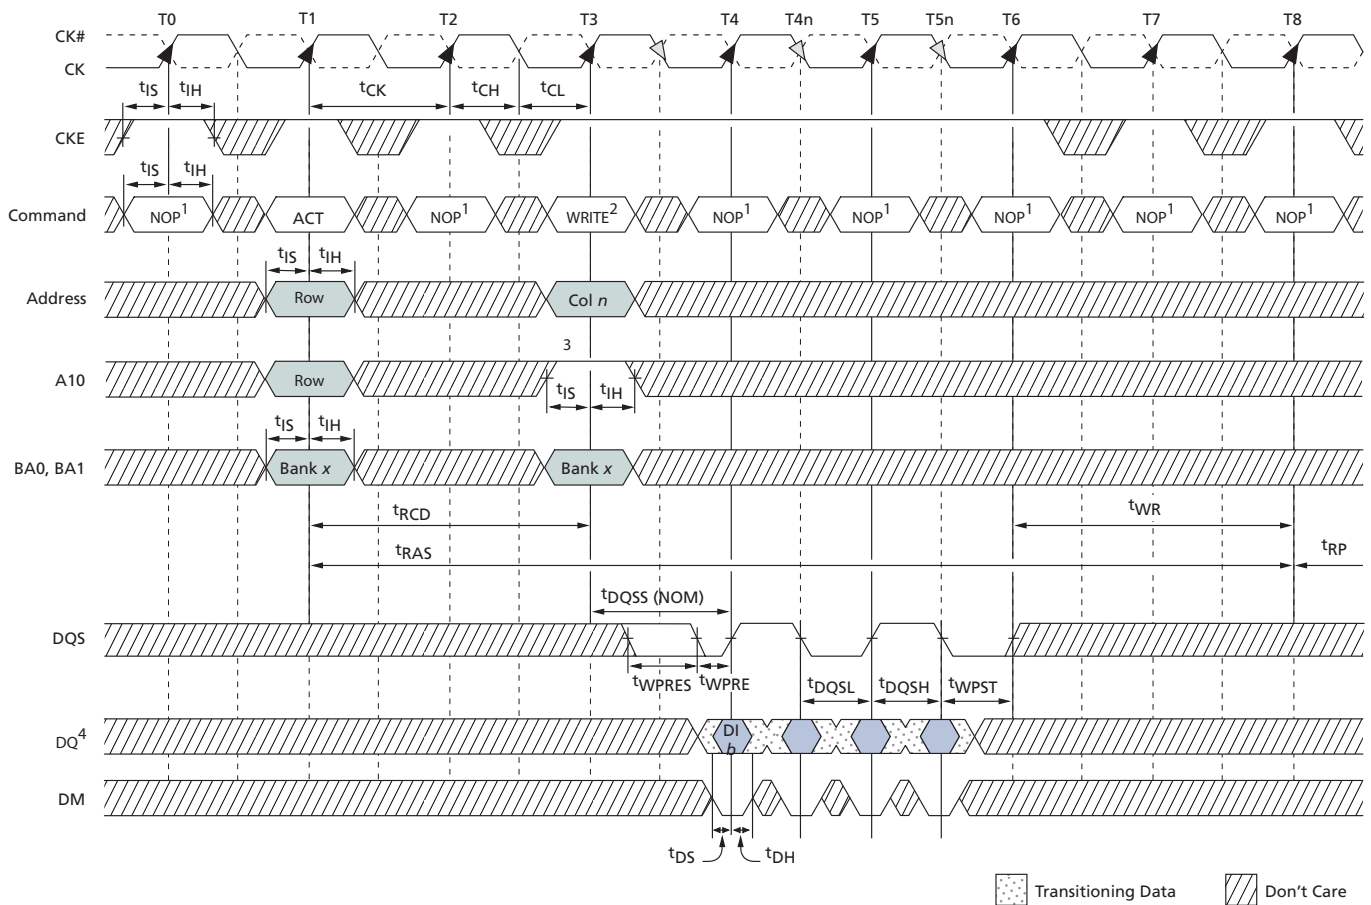 T0 T1 T2 T3 T4 T4n T5 T5n T6 T7 T8
CK#
CK
tIS tIH tCK tCH tCL
CKE
tIS tIH
Command NOP1 ACT NOP1 WRITE2 NOP1 NOP1 NOP1 NOP1 NOP1
tIS tIH
Address Row Col n
3
A10 Row
tIS tIH
tIS tIH
BA0, BA1 Bank x Bank x
tRCD tWR
tRAS tRP
tDQSS (NOM)
DQS
tWPRES tWPRE tDQSL tDQSH tWPST
DQ4 DI
b
DM
tDS tDH
Transitioning Data Don't Care